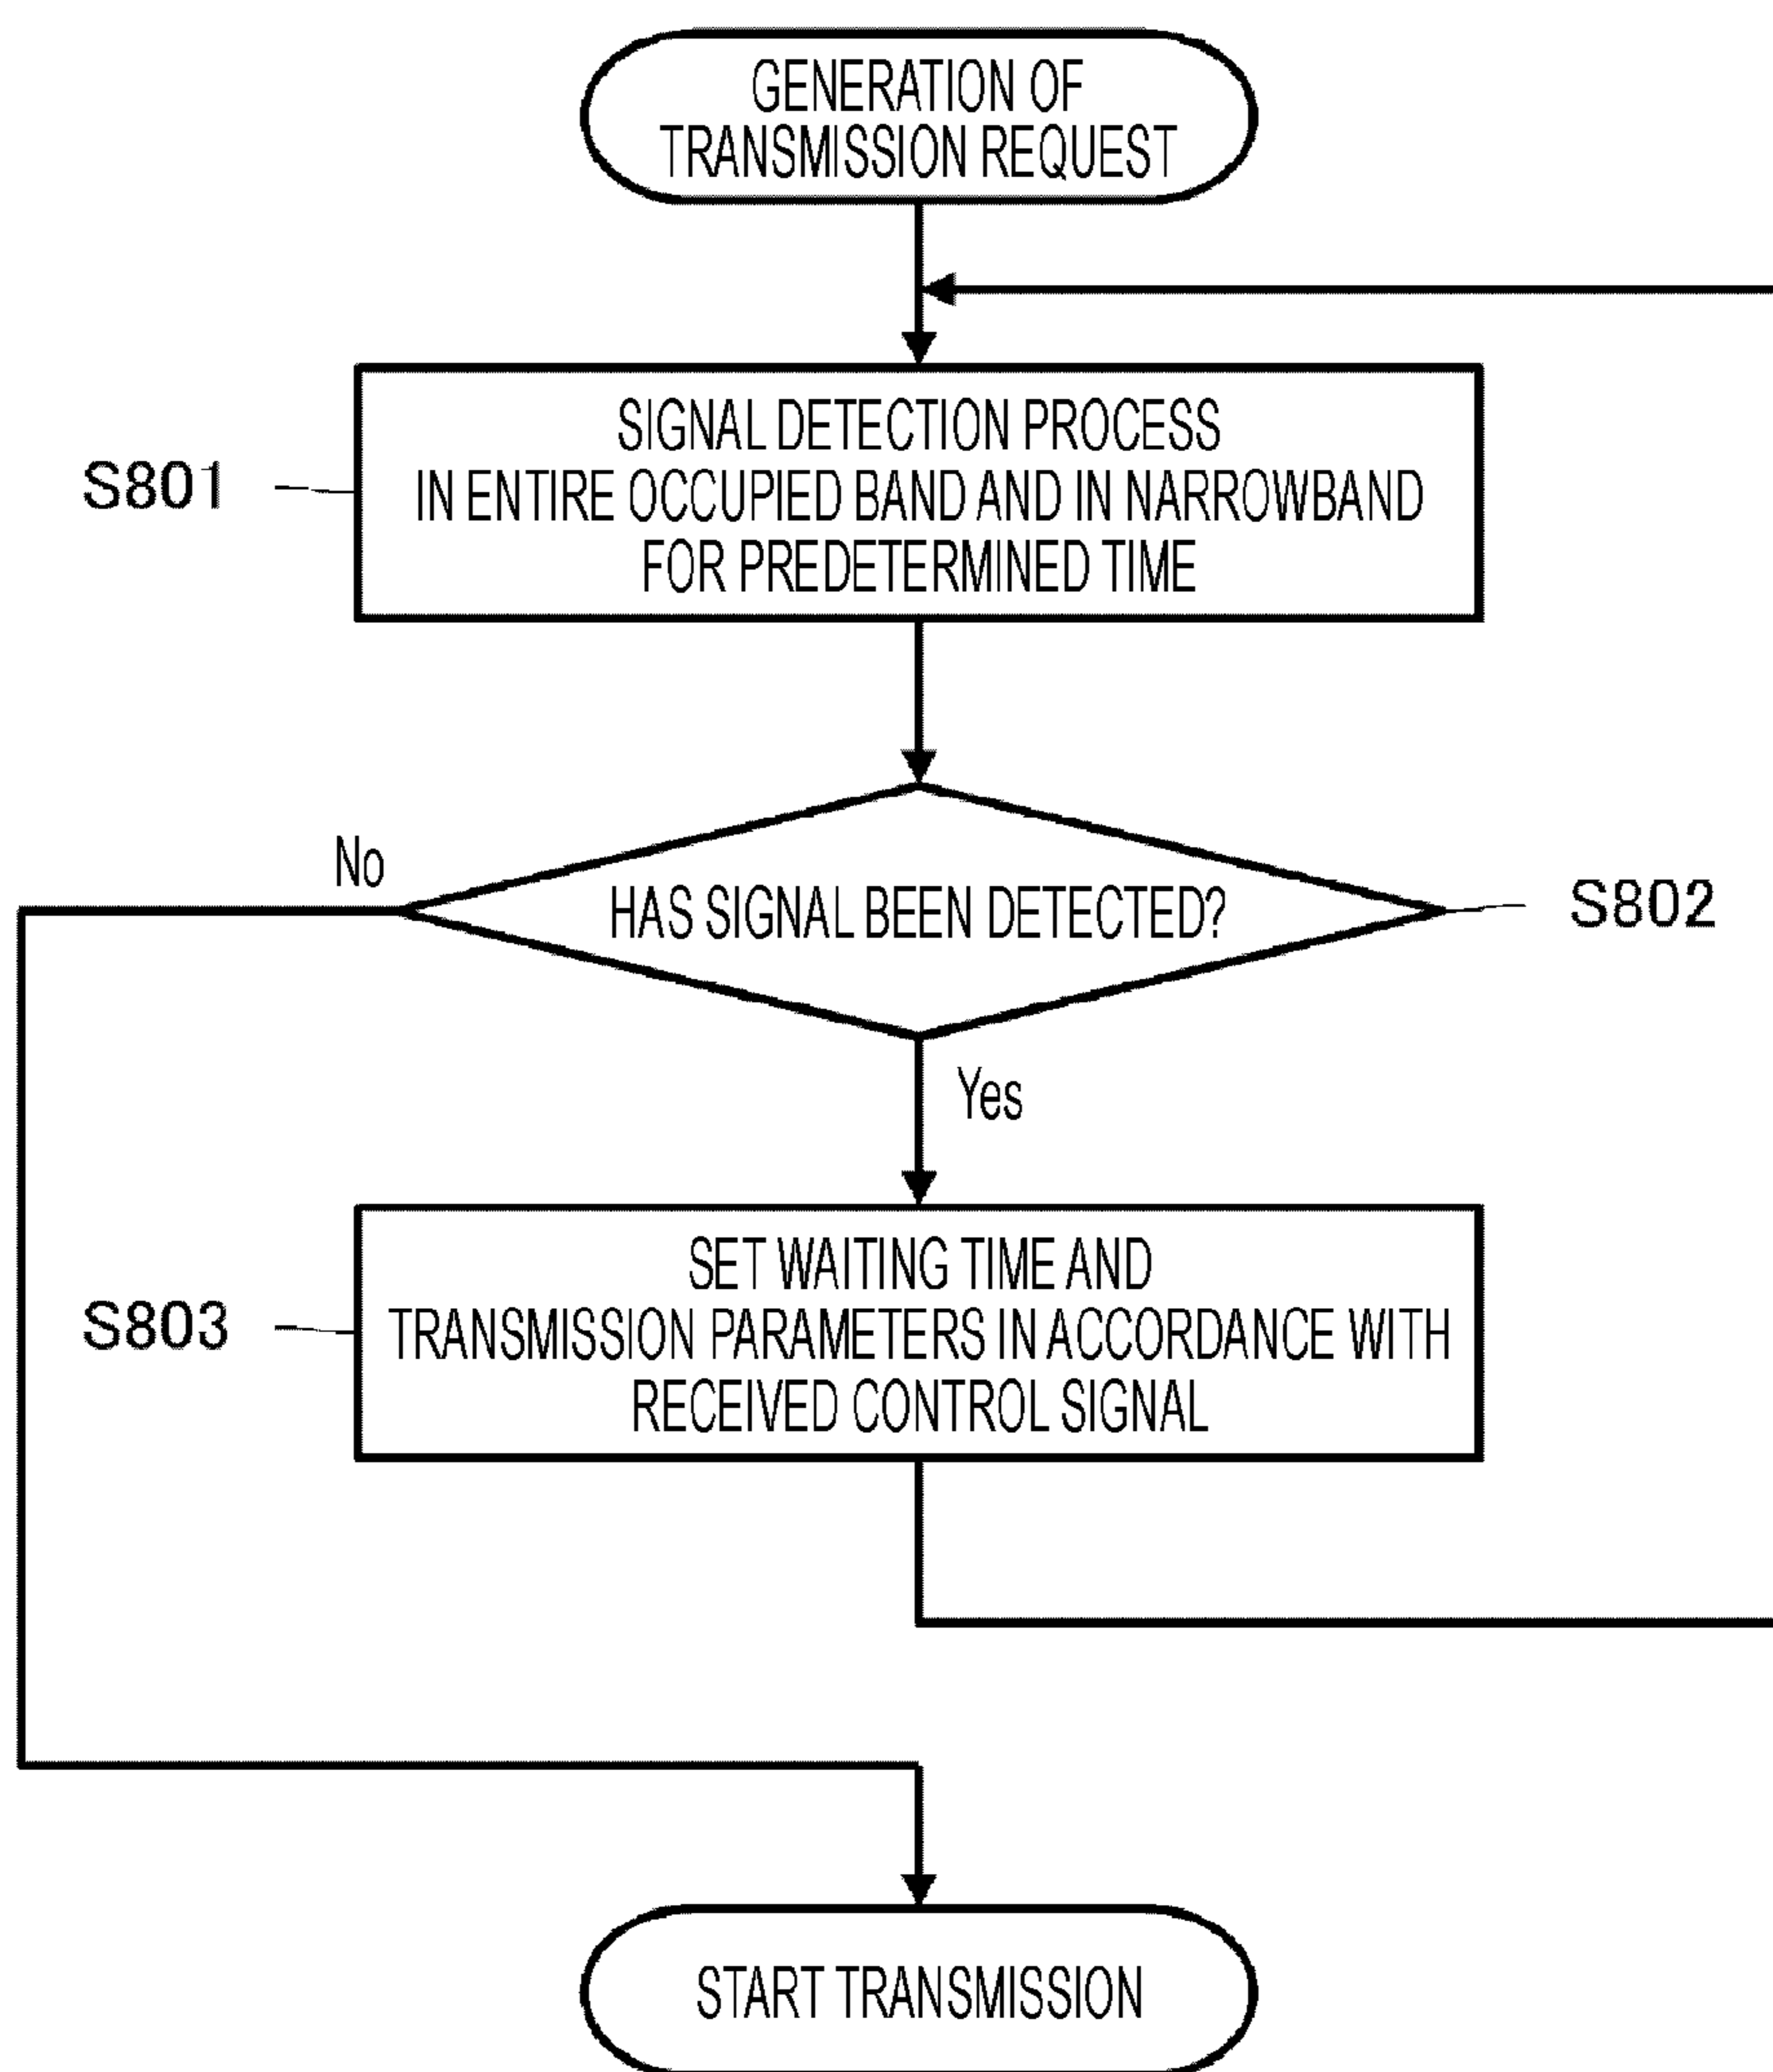 GENERATION OF
TRANSMISSION REQUEST
S801
SIGNAL DETECTION PROCESS
IN ENTIRE OCCUPIED BAND AND IN NARROWBAND
FOR PREDETERMINED TIME
No
HAS SIGNAL BEEN DETECTED?
S802
Yes
S803
SET WAITING TIME AND
TRANSMISSION PARAMETERS IN ACCORDANCE WITH
RECEIVED CONTROL SIGNAL
START TRANSMISSION